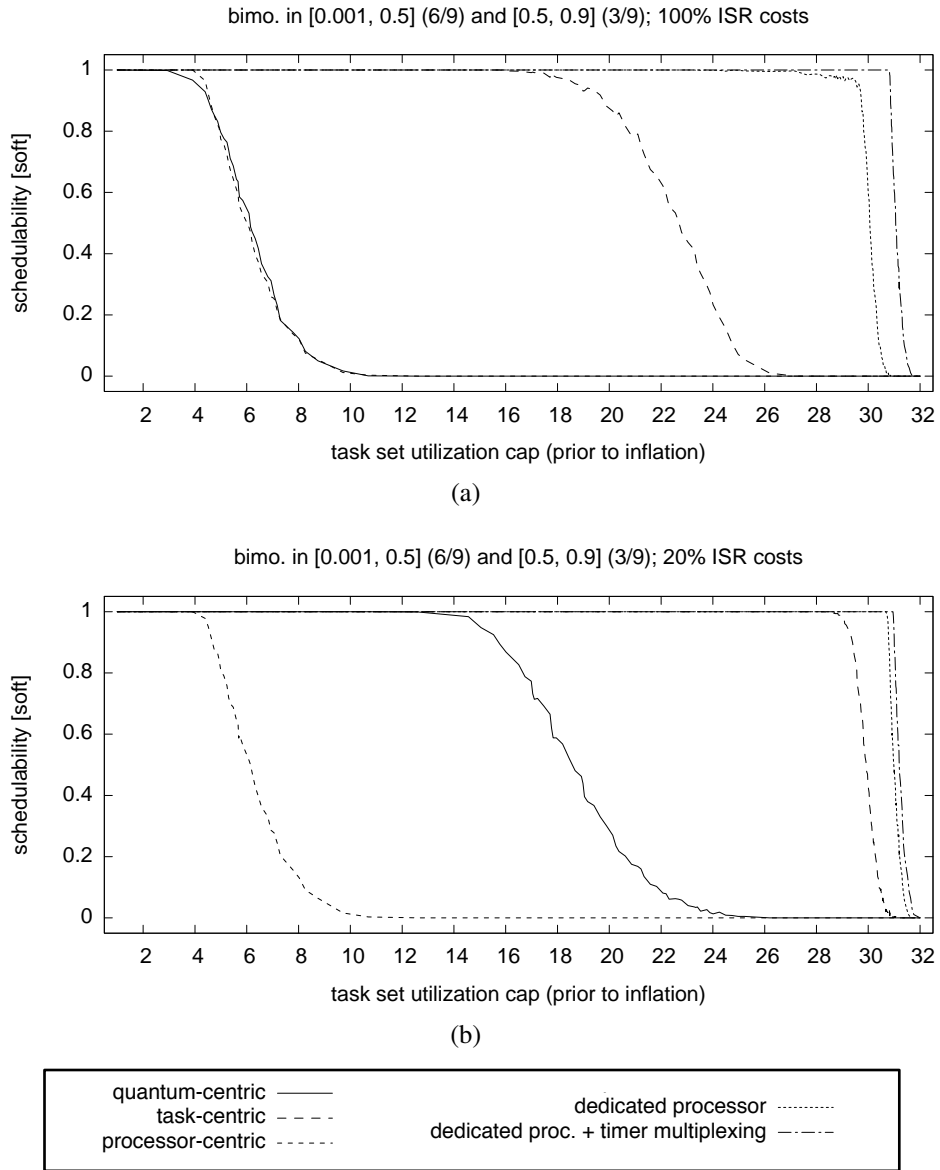 bimo. in [0.001, 0.5] (6/9) and [0.5, 0.9] (3/9); 100% ISR costs
1
0.8
0.6
0.4
0.2
0
schedulability [soft]
2 4 6 8 10 12 14 16 18 20 22 24 26 28 30 32
task set utilization cap (prior to inflation)
(a)
bimo. in [0.001, 0.5] (6/9) and [0.5, 0.9] (3/9); 20% ISR costs
1
0.8
0.6
0.4
0.2
0
schedulability [soft]
2 4 6 8 10 12 14 16 18 20 22 24 26 28 30 32
task set utilization cap (prior to inflation)
(b)
quantum-centric
task-centric
processor-centric
dedicated processor
dedicated proc. + timer multiplexing